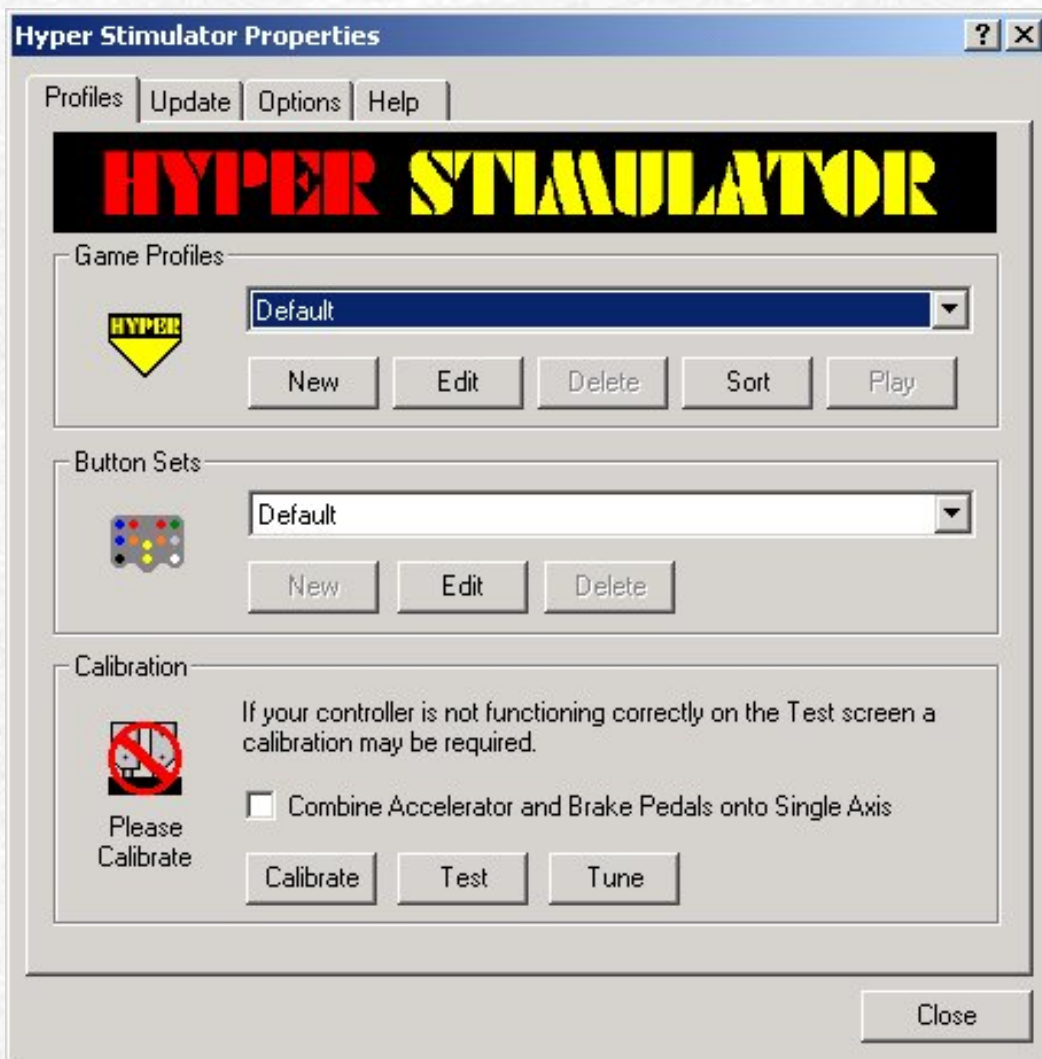 Hyper Stimulator Properties
Profiles Update Options Help
HYPER STIMULATOR
Game Profiles
HYPER
Default
New Edit Delete Sort Play
Button Sets
Default
New Edit Delete
Calibration
If your controller is not functioning correctly on the Test screen a
calibration may be required.
Combine Accelerator and Brake Pedals onto Single Axis
Please
Calibrate
Calibrate Test Tune
Close